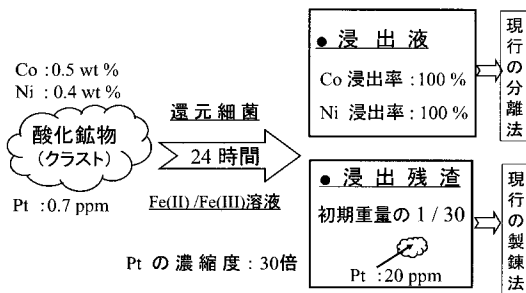 Co : 0.5 wt %
Ni : 0.4 wt %
酸化鉱物
(クラスト)
Pt : 0.7 ppm
還元細菌
24 時間
Fe(II) /Fe(III)溶液
Pt の濃縮度 : 30倍
● 浸出液
Co 浸出率 : 100 %
Ni 浸出率 : 100 %
現行の分離法
● 浸出残渣
初期重量の 1 / 30
Pt : 20 ppm
現行の製錬法